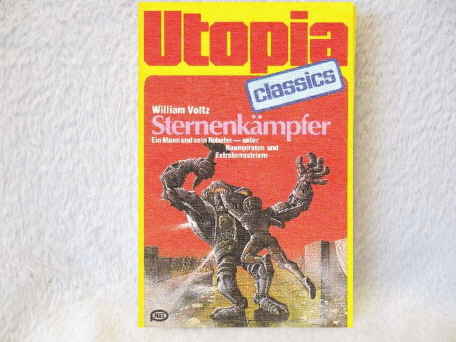 Utopia
classics
William Voltz
Sternenkämpfer
Ein Mann und sein Roboter — unter
Raumpiraten und
Extraterrestriern